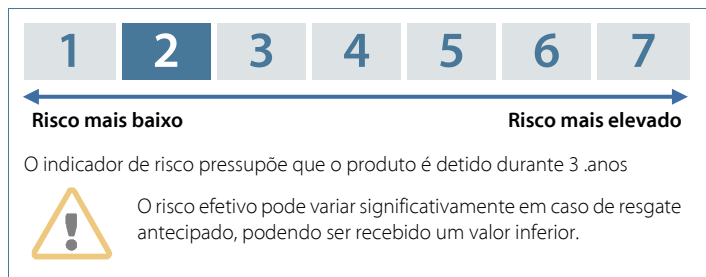 1 2 3 4 5 6 7
Risco mais baixo Risco mais elevado
O indicador de risco pressupõe que o produto é detido durante 3 .anos
O risco efetivo pode variar significativamente em caso de resgate
antecipado, podendo ser recebido um valor inferior.